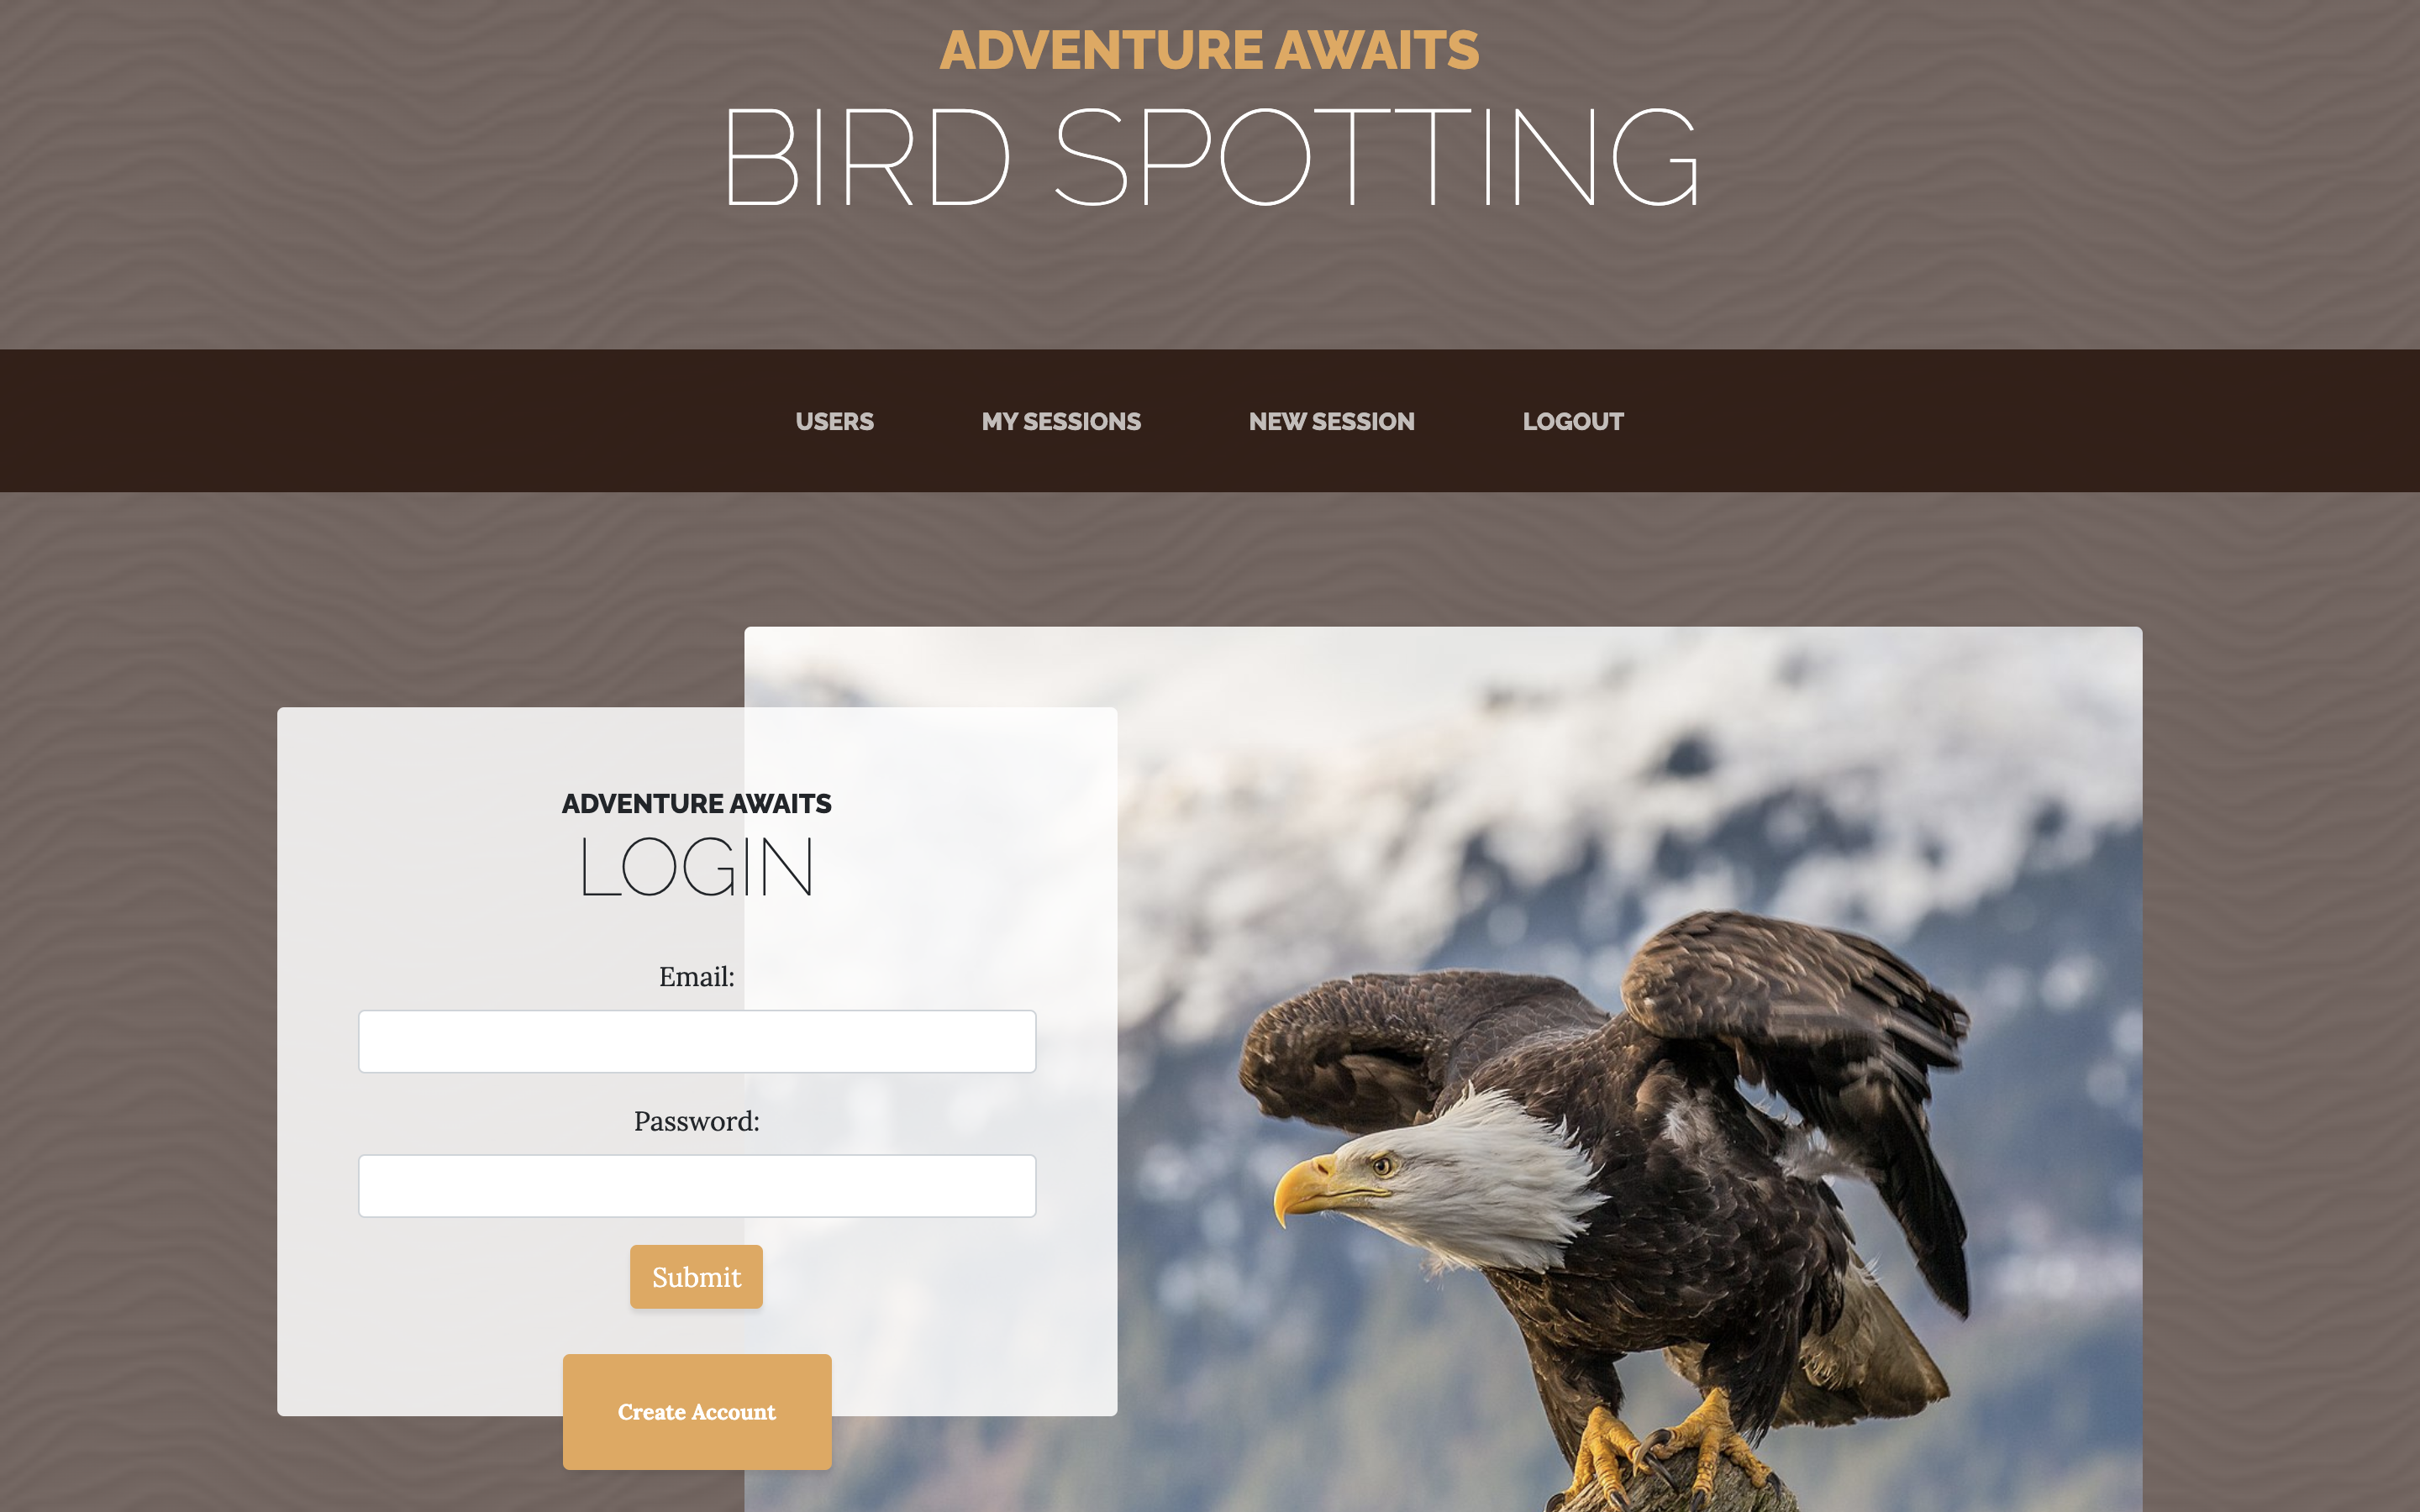 ADVENTURE AWAITS
BIRD SPOTTING
USERS MY SESSIONS NEW SESSION LOGOUT
ADVENTURE AWAITS
LOGIN
Email:
Password:
Submit
Create Account